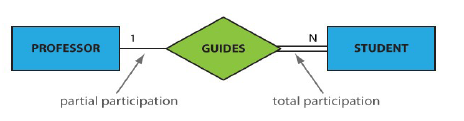 PROFESSOR 1 GUIDES N STUDENT
partial participation total participation